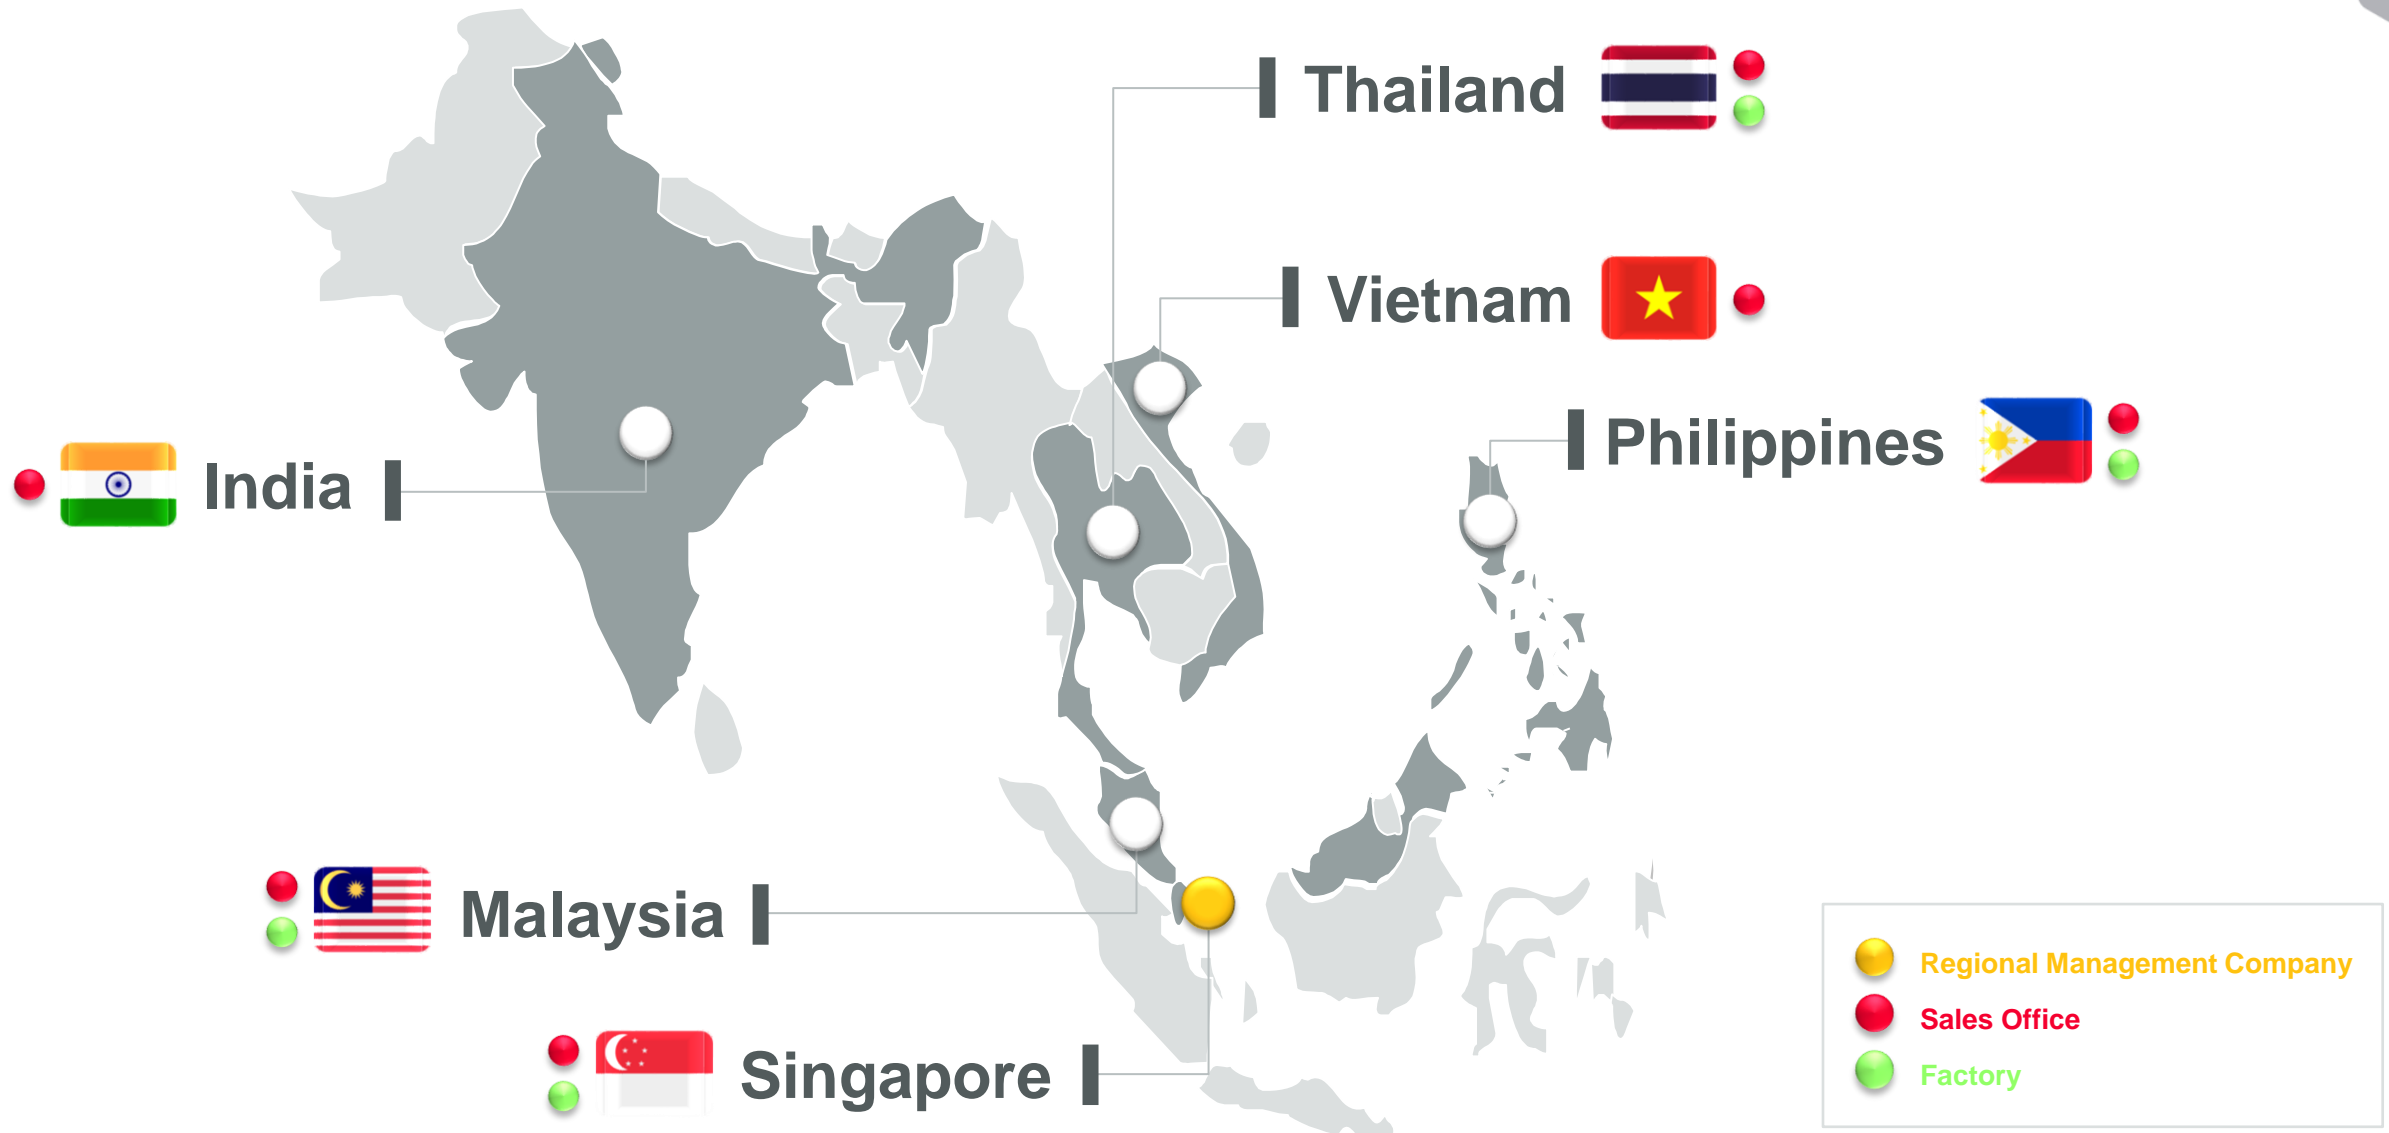 Thailand
Vietnam
Philippines
India
Malaysia
Singapore
Regional Management Company
Sales Office
Factory